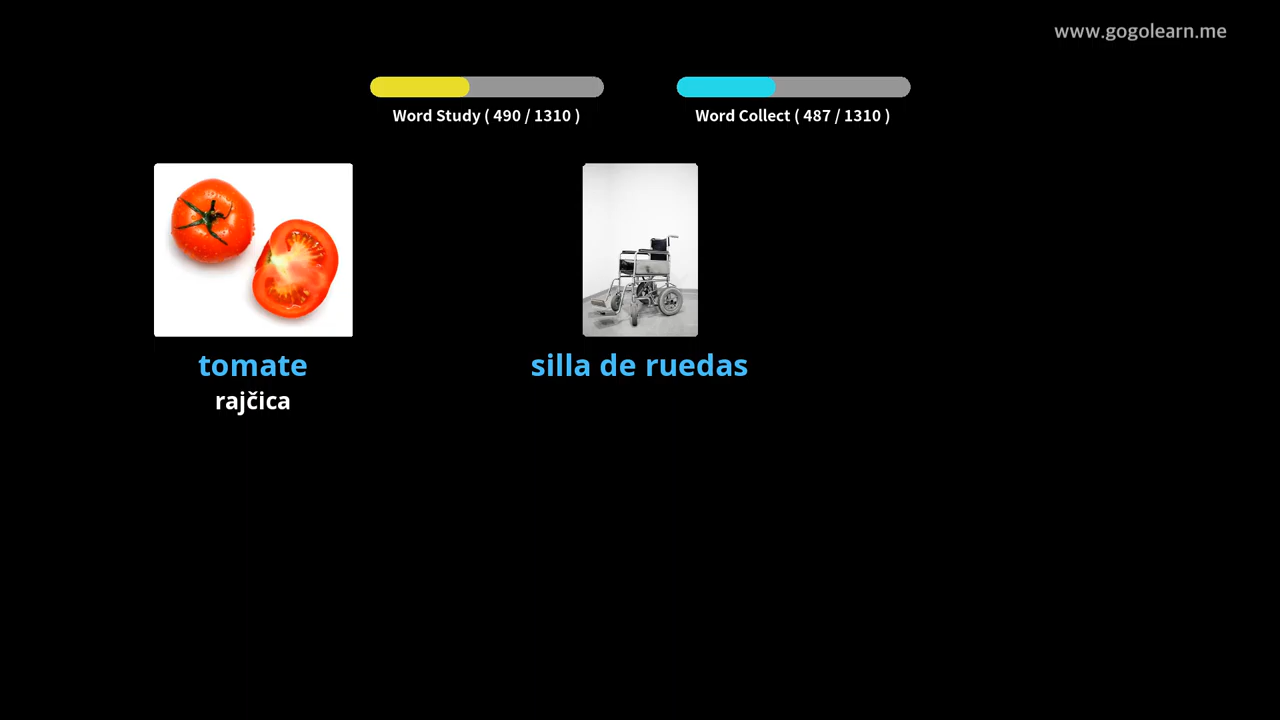 www.gogolearn.me
Word Study ( 490 / 1310 )
Word Collect ( 487 / 1310 )
tomate
rajčica
silla de ruedas